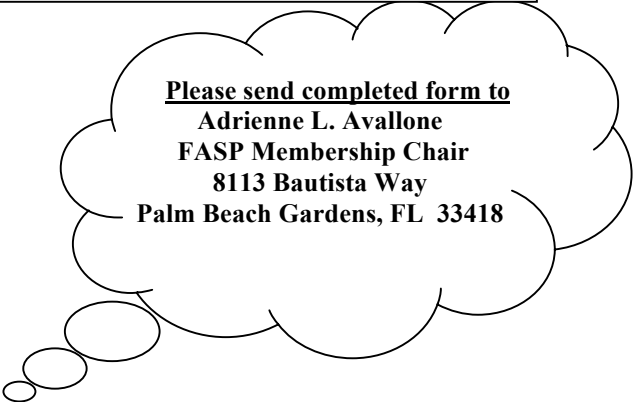 Please send completed form to
Adrienne L. Avallone
FASP Membership Chair
8113 Bautista Way
Palm Beach Gardens, FL  33418